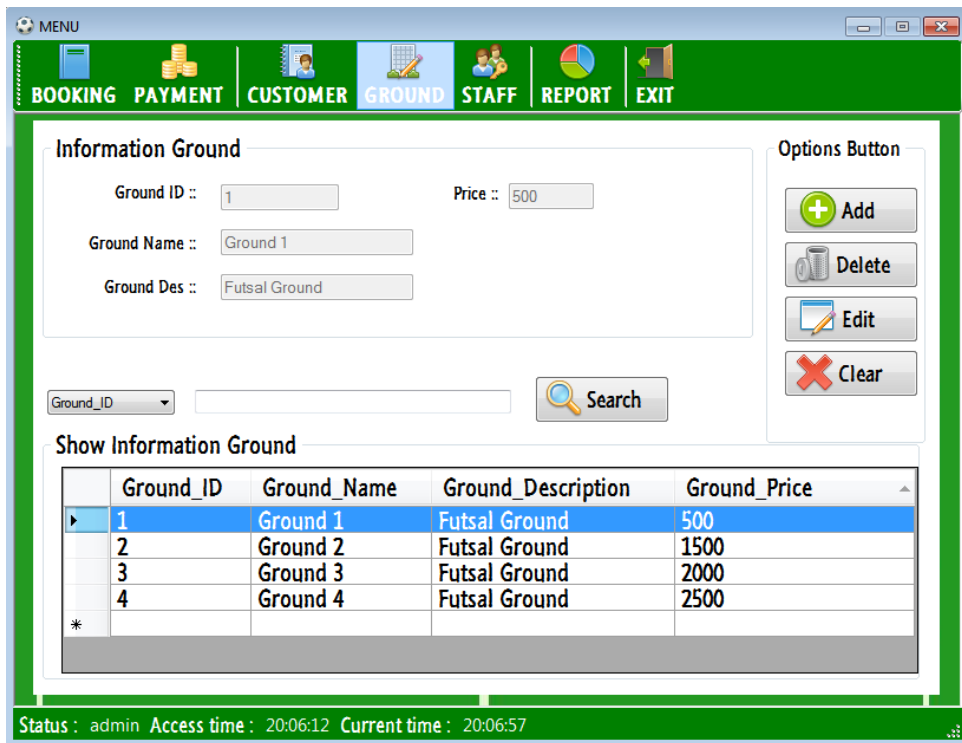 MENU
BOOKING PAYMENT CUSTOMER GROUND STAFF REPORT EXIT
Information Ground
Ground ID :: 1 Price :: 500
Ground Name :: Ground 1
Ground Des :: Futsal Ground
Options Button
Add
Delete
Edit
Clear
Ground_ID Search
Show Information Ground
Ground_ID Ground_Name Ground_Description Ground_Price
1 Ground 1 Futsal Ground 500
2 Ground 2 Futsal Ground 1500
3 Ground 3 Futsal Ground 2000
4 Ground 4 Futsal Ground 2500
*
Status : admin Access time : 20:06:12 Current time : 20:06:57